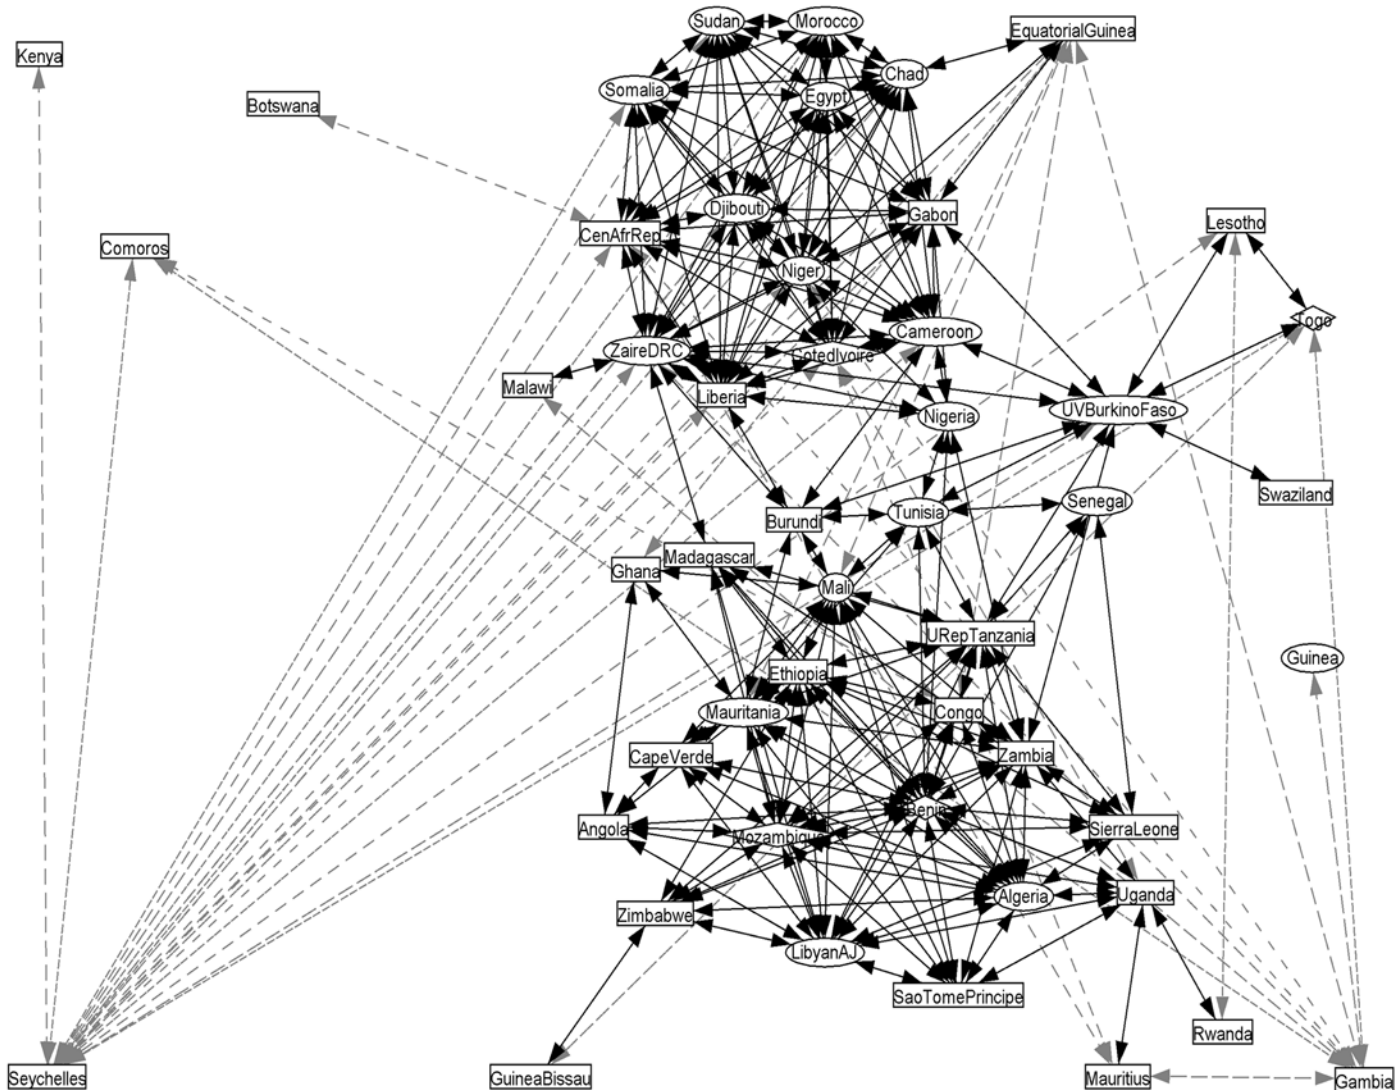 Sudan
Morocco
EquatorialGuinea
Kenya
Chad
Somalia
Egypt
Botswana
Djibouti
Gabon
Lesotho
CenAfrRep
Comoros
Niger
Togo
Cameroon
ZaireDRC
CotedIvoire
Malawi
Liberia
Nigeria
UVBurkinoFaso
Swaziland
Senegal
Burundi
Tunisia
Madagascar
Ghana
Mali
URepTanzania
Guinea
Ethiopia
Mauritania
Congo
CapeVerde
Zambia
Benin
Angola
Mozambique
SierraLeone
Uganda
Algeria
Zimbabwe
LibyanAJ
SaoTomePrincipe
Rwanda
Seychelles
GuineaBissau
Mauritius
Gambia